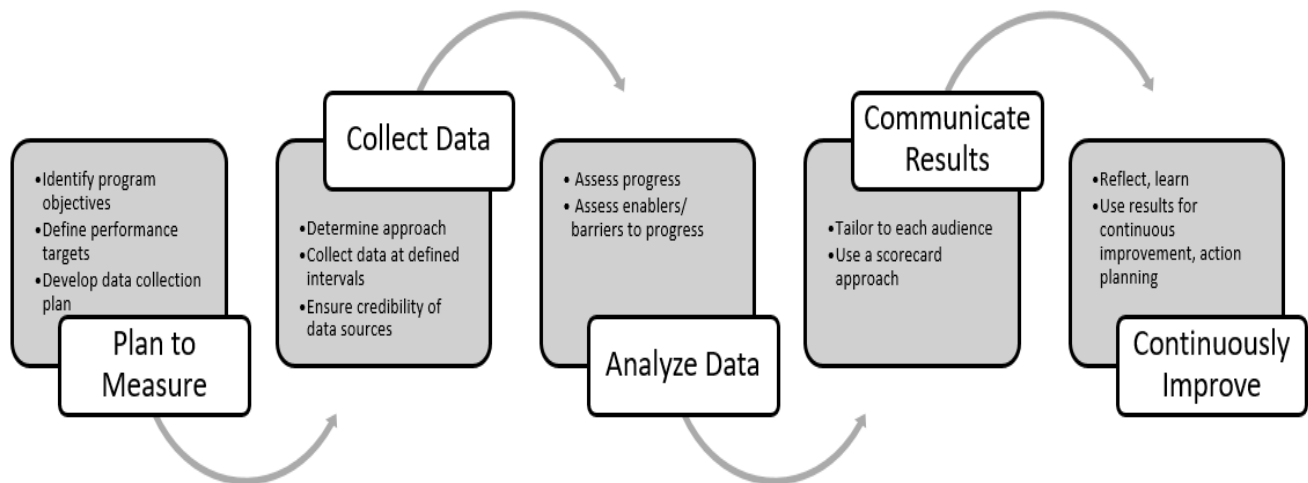 •Identify program
objectives
•Define performance
targets
•Develop data collection
plan
Plan to
Measure
Collect Data
•Determine approach
•Collect data at defined
intervals
•Ensure credibility of
data sources
• Assess progress
• Assess enablers/
barriers to progress
Analyze Data
Communicate
Results
•Tailor to each audience
•Use a scorecard
approach
•Reflect, learn
•Use results for
continuous
improvement, action
planning
Continuously
Improve